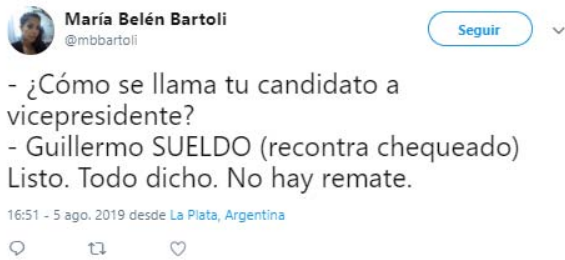 María Belén Bartoli
@mbbartoli
Seguir
- ¿Cómo se llama tu candidato a
vicepresidente?
- Guillermo SUELDO (recontra chequeado)
Listo. Todo dicho. No hay remate.
16:51 - 5 ago. 2019 desde La Plata, Argentina